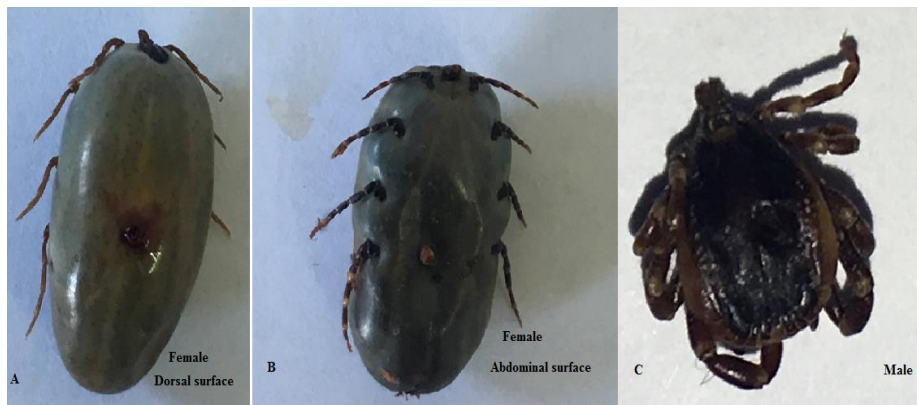 A
Female
Dorsal surface
B
Female
Abdominal surface
C
Male